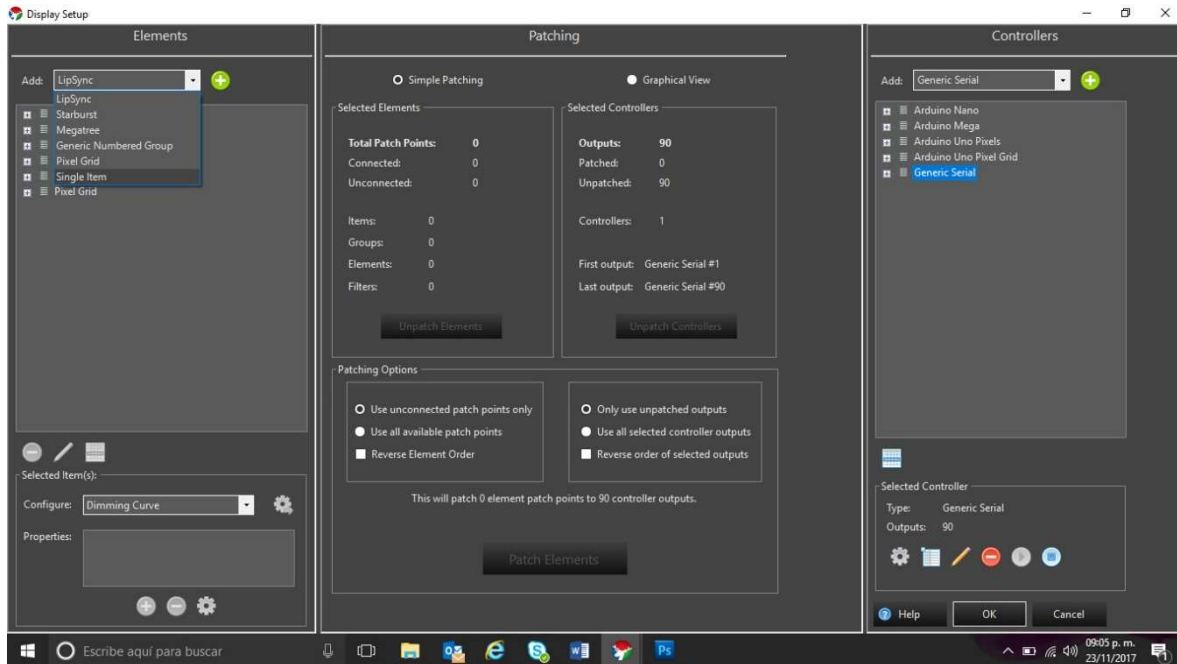 Display Setup
Elements
Add: LipSync
LipSync
Starburst
Megatree
Generic Numbered Group
Pixel Grid
Single Item
Pixel Grid
Selected Item(s):
Configure: Dimming Curve
Properties:
Patching
Simple Patching
Graphical View
Selected Elements
Total Patch Points: 0
Connected: 0
Unconnected: 0
Items: 0
Groups: 0
Elements: 0
Filters: 0
Unpatch Elements
Selected Controllers
Outputs: 90
Patched: 0
Unpatched: 90
Controllers: 1
First output: Generic Serial #1
Last output: Generic Serial #90
Unpatch Controllers
Patching Options
Use unconnected patch points only
Use all available patch points
Reverse Element Order
Only use unpatched outputs
Use all selected controller outputs
Reverse order of selected outputs
This will patch 0 element patch points to 90 controller outputs.
Patch Elements
Controllers
Add: Generic Serial
Arduino Nano
Arduino Mega
Arduino Uno Pixels
Arduino Uno Pixel Grid
Generic Serial
Selected Controller
Type: Generic Serial
Outputs: 90
Help
OK
Cancel
Escribe aquí para buscar
Ps
09:05 p. m.
23/11/2017